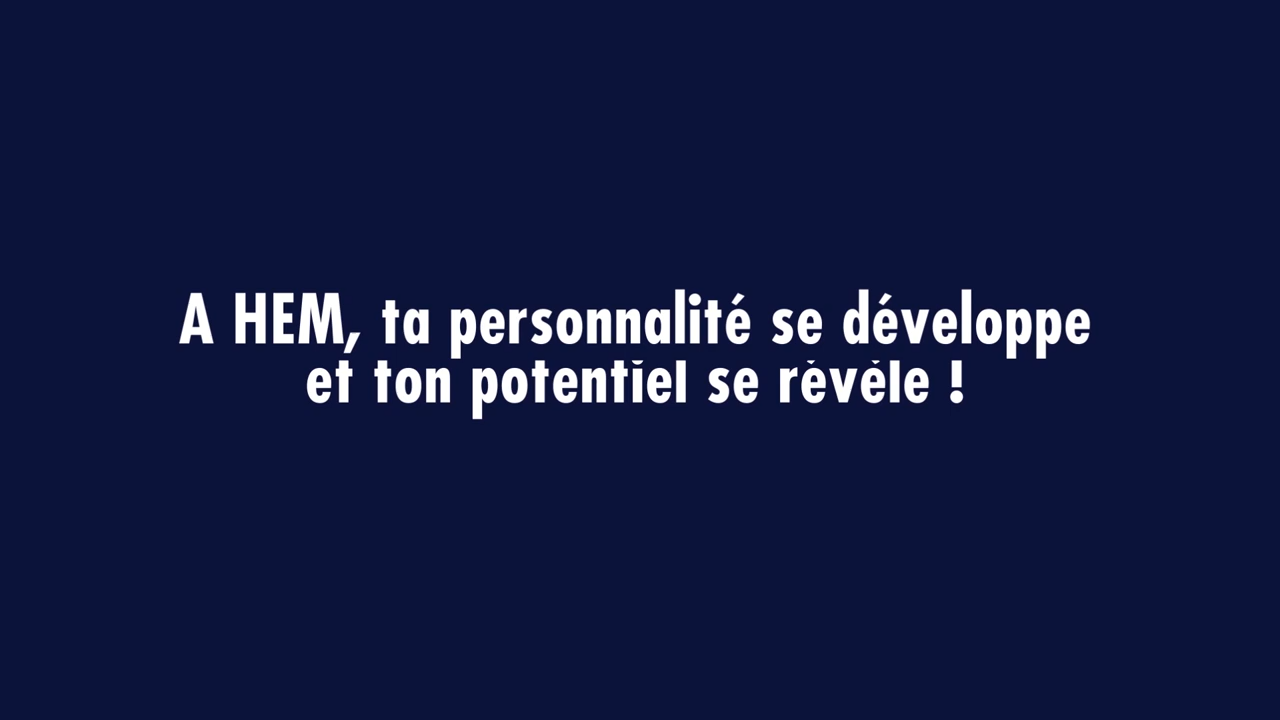 A HEM, ta personnalité se développe
et ton potentiel se révèle !